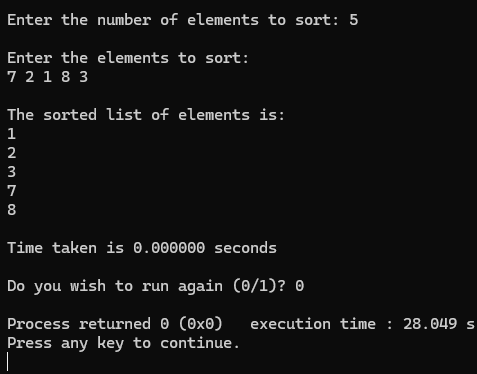 Enter the number of elements to sort: 5
Enter the elements to sort:
7 2 1 8 3
The sorted list of elements is:
1
2
3
7
8
Time taken is 0.000000 seconds
Do you wish to run again (0/1)? 0
Process returned 0 (0x0)   execution time : 28.049 s
Press any key to continue.